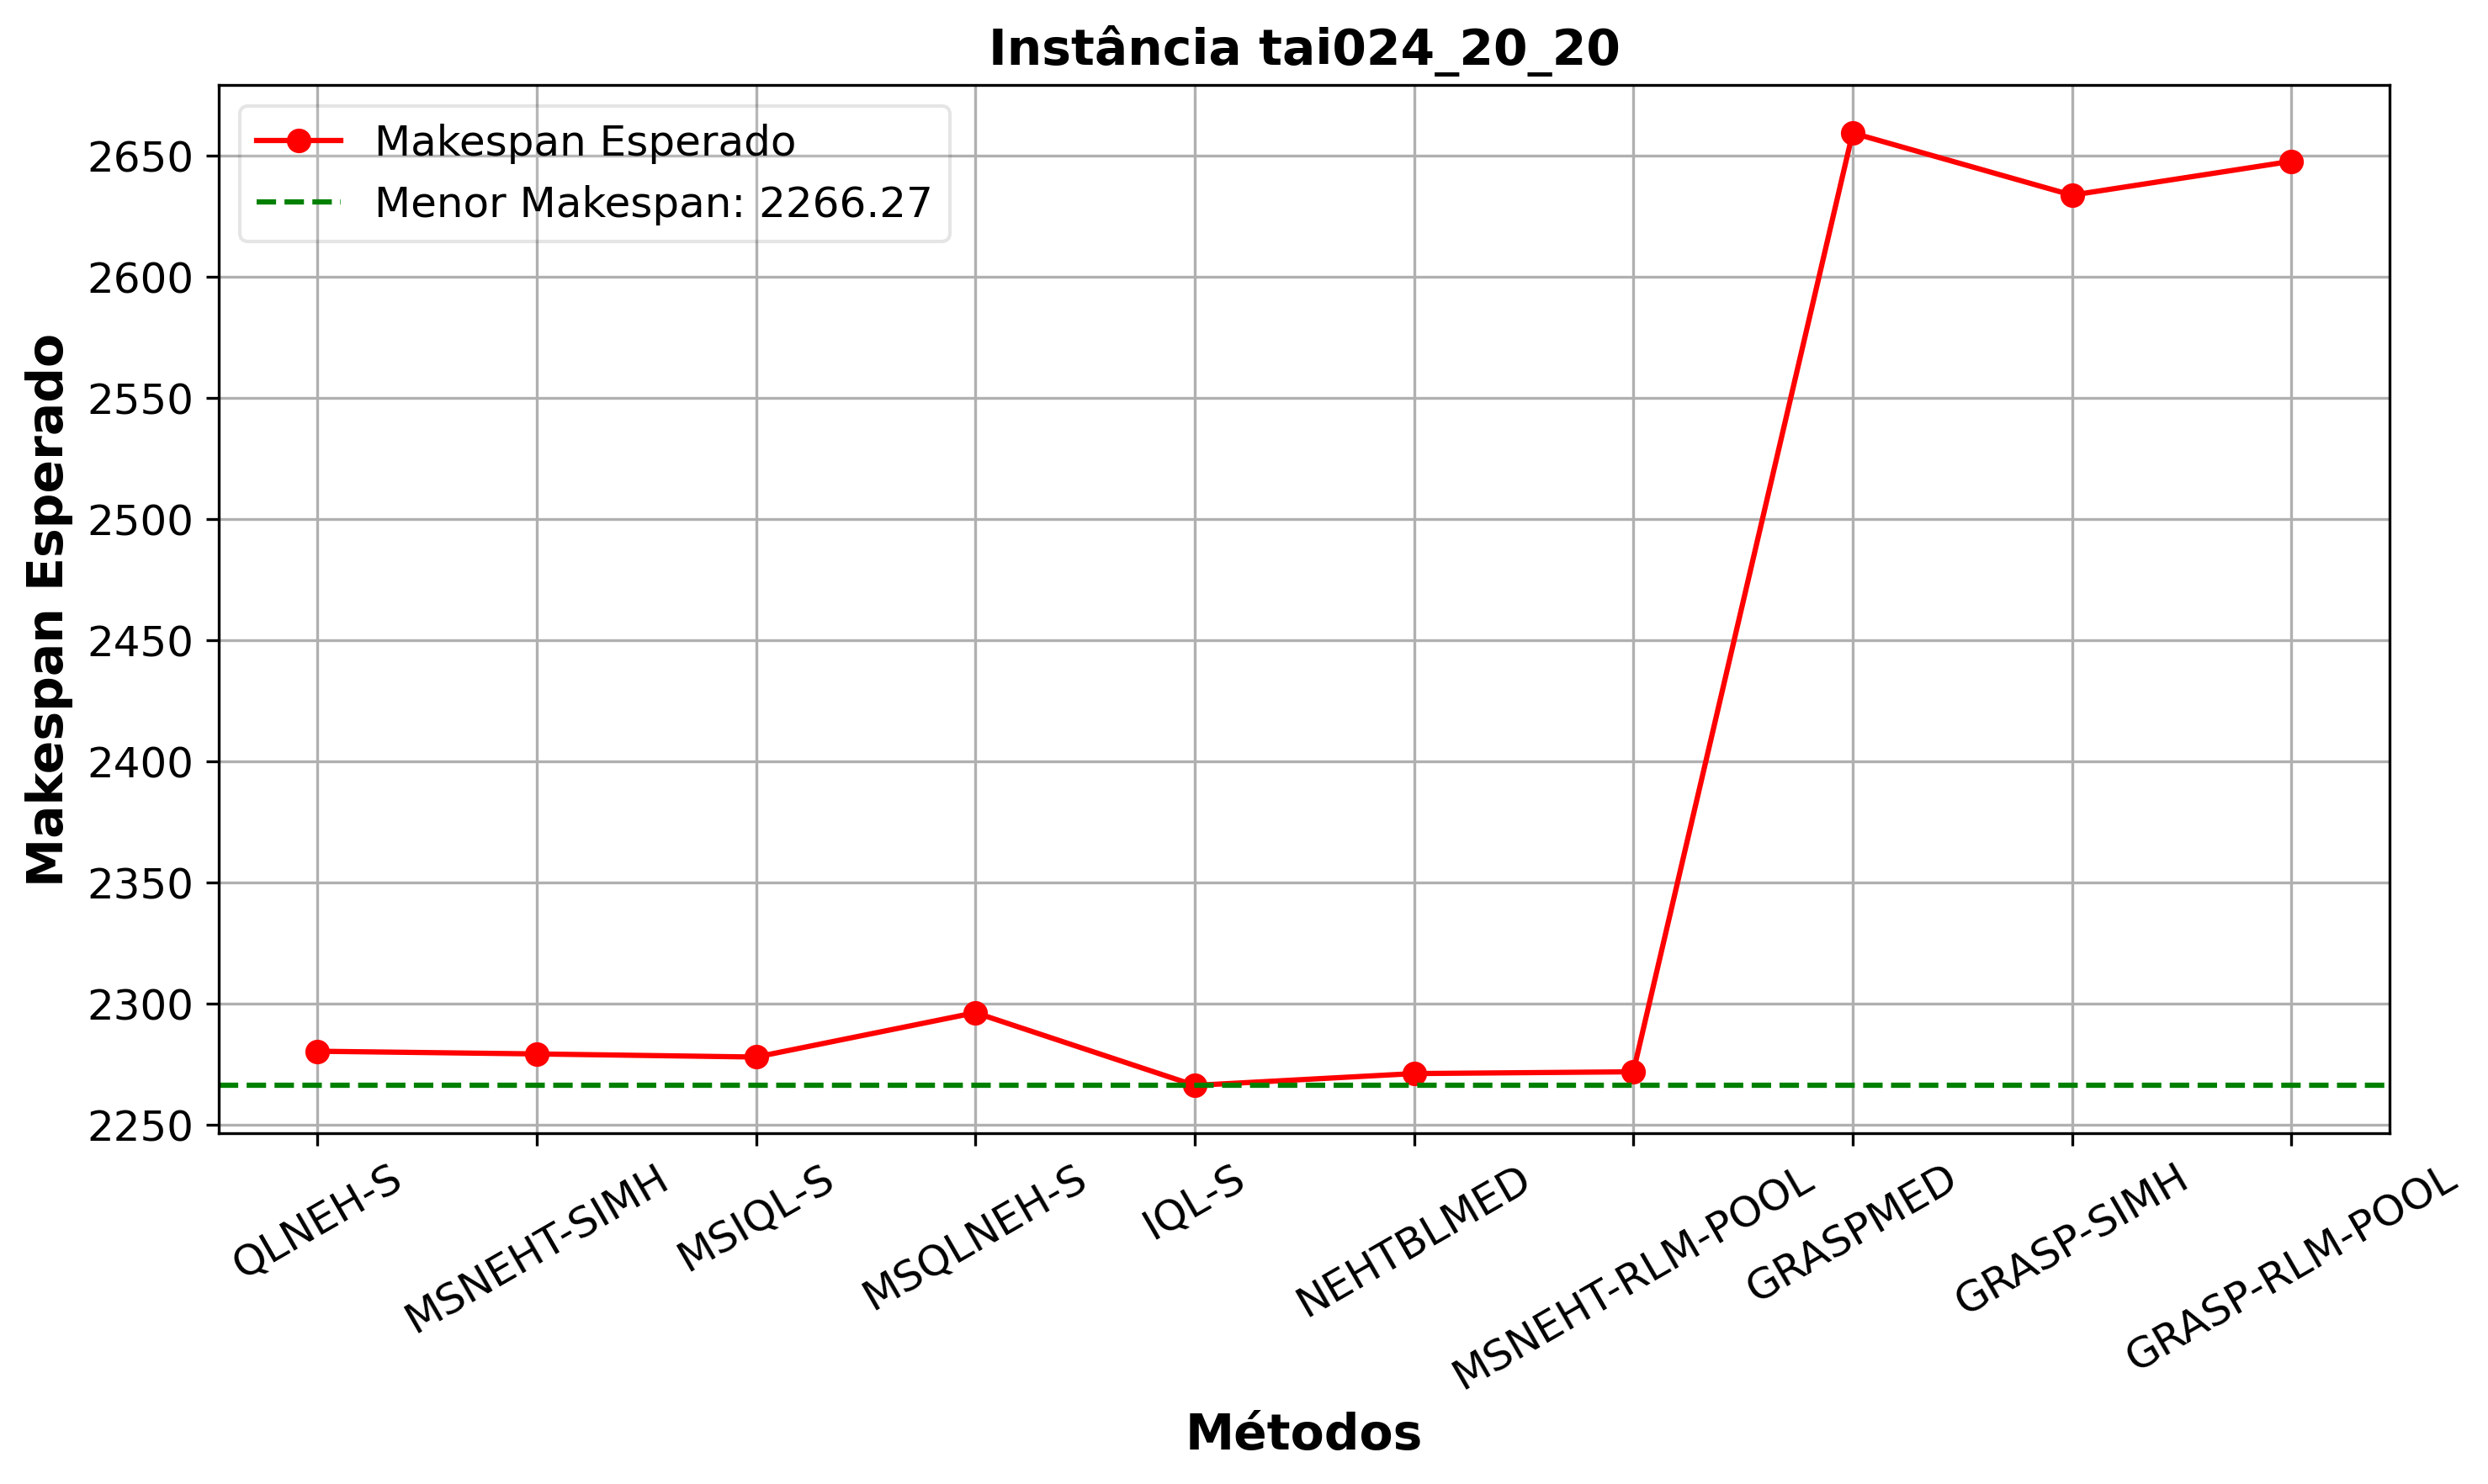 Instância tai024_20_20
Makespan Esperado
Menor Makespan: 2266.27
Makespan Esperado
2650
2600
2550
2500
2450
2400
2350
2300
2250
QLNEH-S
MSNEHT-SIMH
MSIQL-S
MSQLNEH-S
IQL-S
NEHTBLMED
MSNEHT-RLM-POOL
GRASPMED
GRASP-SIMH
GRASP-RLM-POOL
Métodos